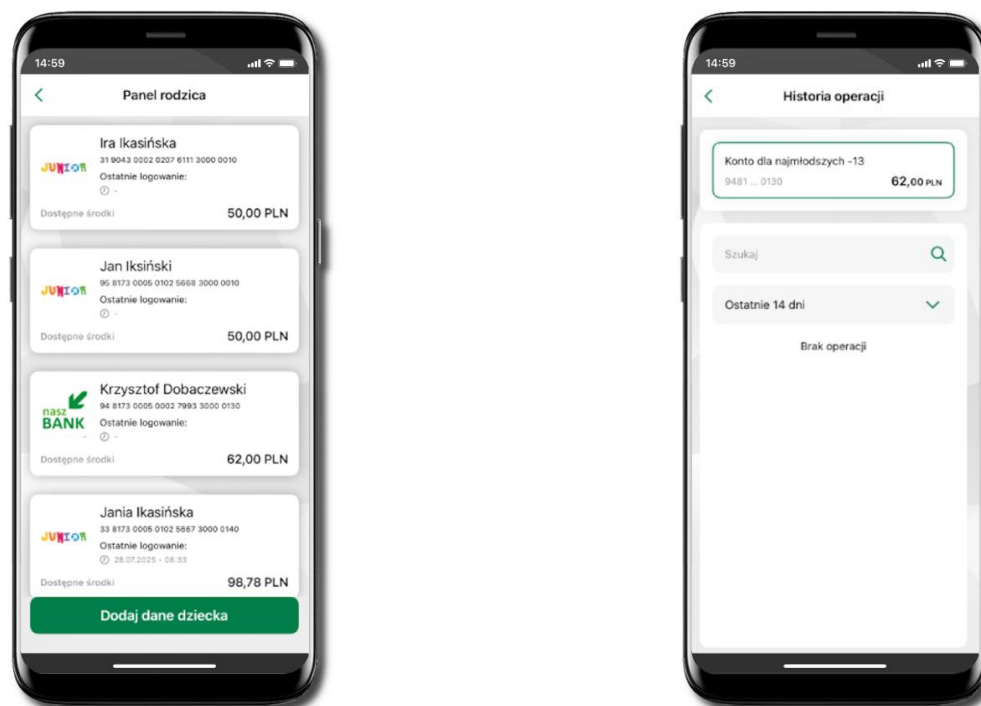 14:59
Panel rodzica
JUNIOR
Ira Ikasińska
31 9043 0002 0207 6111 3000 0010
Ostatnie logowanie:
-
Dostępne środki 50,00 PLN
JUNIOR
Jan Iksiński
95 8173 0005 0102 5668 3000 0010
Ostatnie logowanie:
-
Dostępne środki 50,00 PLN
nasz
BANK
Krzysztof Dobaczewski
94 8173 0005 0002 7993 3000 0130
Ostatnie logowanie:
-
Dostępne środki 62,00 PLN
JUNIOR
Jania Ikasińska
33 8173 0005 0102 5667 3000 0140
Ostatnie logowanie:
28.07.2025 - 08:33
Dostępne środki 98,78 PLN
Dodaj dane dziecka
14:59
Historia operacji
Konto dla najmłodszych -13
9481 ... 0130 62,00 PLN
Szukaj
Ostatnie 14 dni
Brak operacji